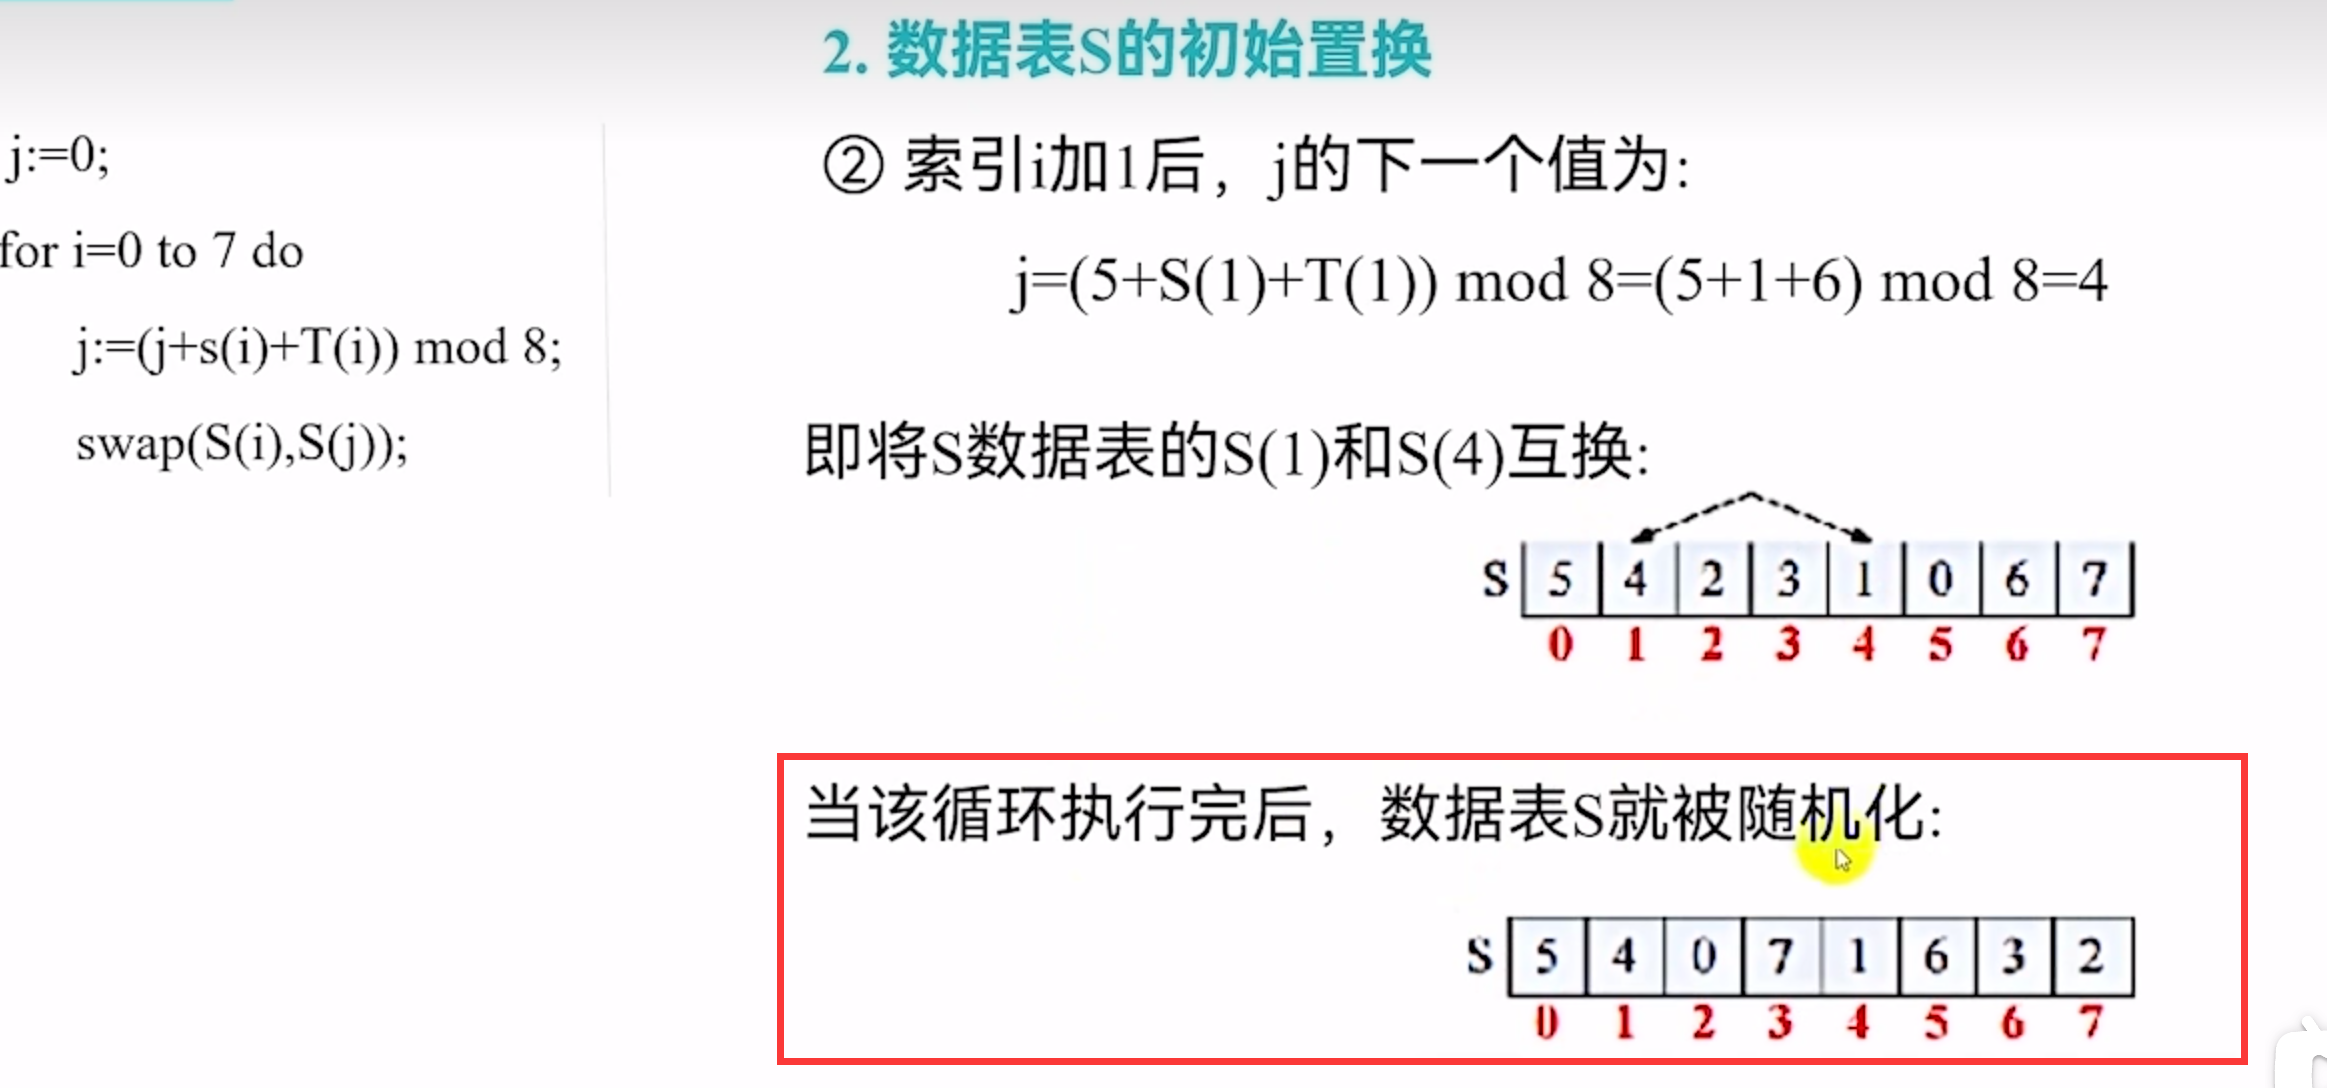 2. 数据表S的初始置换
j:=0;
for i=0 to 7 do
j:=(j+s(i)+T(i)) mod 8;
swap(S(i),S(j));
② 索引i加1后，j的下一个值为:
j=(5+S(1)+T(1)) mod 8=(5+1+6) mod 8=4
即将S数据表的S(1)和S(4)互换:
S 5 4 2 3 1 0 6 7
0 1 2 3 4 5 6 7
当该循环执行完后，数据表S就被随机化:
S 5 4 0 7 1 6 3 2
0 1 2 3 4 5 6 7